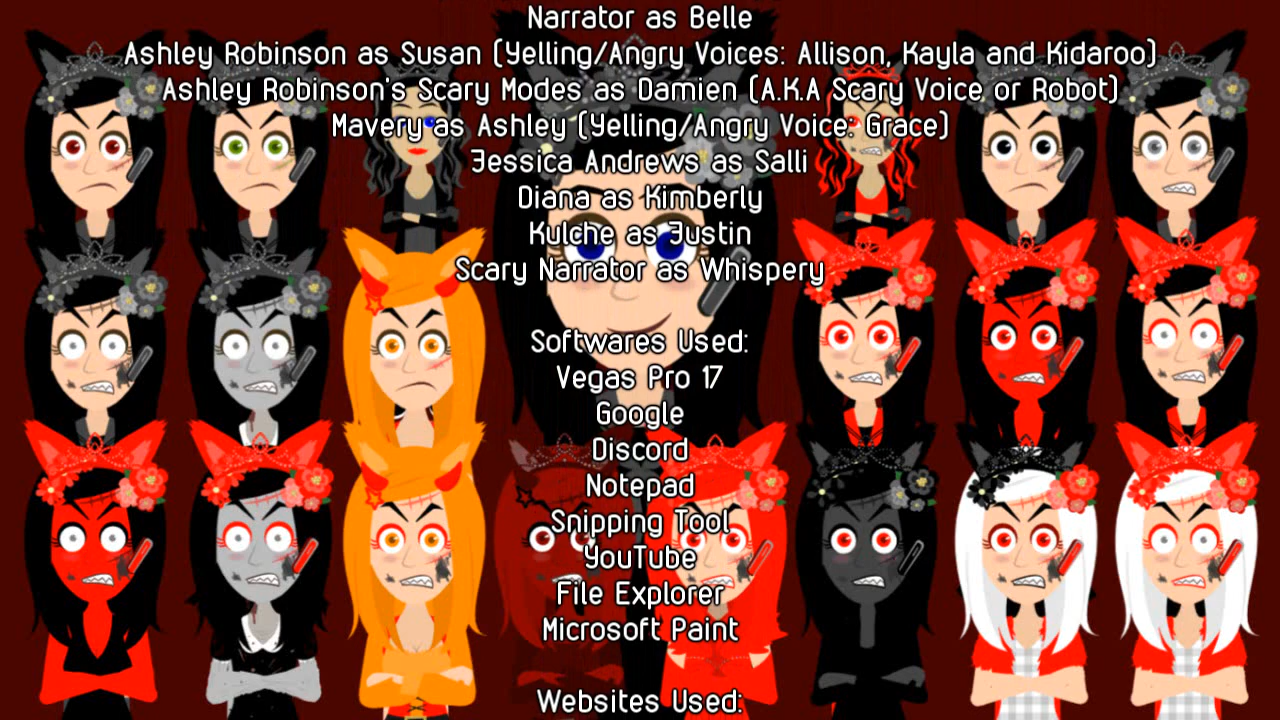 Narrator as Belle
Ashley Robinson as Susan (Yelling/Angry Voices: Allison, Kayla and Kidaroo)
Ashley Robinson's Scary Modes as Damien (A.K.A Scary Voice or Robot)
Mavery as Ashley (Yelling/Angry Voice: Grace)
Jessica Andrews as Salli
Diana as Kimberly
Kulche as Justin
Scary Narrator as Whispery
Softwares Used:
Vegas Pro 17
Google
Discord
Notepad
Snipping Tool
YouTube
File Explorer
Microsoft Paint
Websites Used: